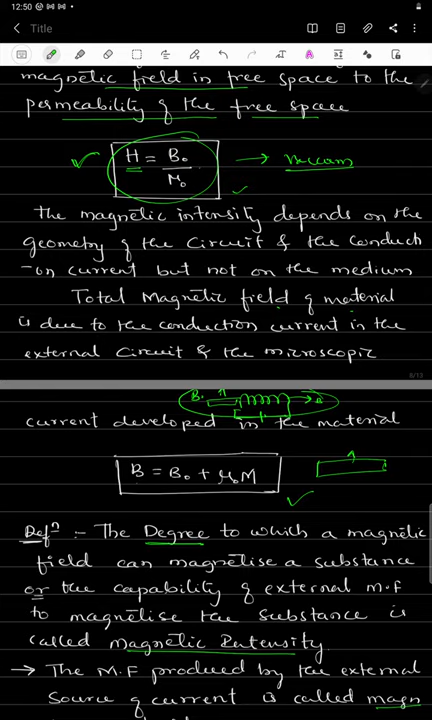 12:50
Title
magnetic field in free space to the
permeability of the free space
H = B₀ / μ₀ → Vaccum
The magnetic intensity depends on the
geometry of the Circuit & the conduct
-on current but not on the medium
Total Magnetic field of material
is due to the conduction current in the
external Circuit & the microscopic
8/13
B₀
current developed in the material
B = B₀ + μ₀M
Defⁿ :- The Degree to which a magnetic
field can magnetise a substance
or the capability of external M.F
to magnetise the substance is
called Magnetic Intensity.
→ The M.F produced by the external
Source of current is called magn